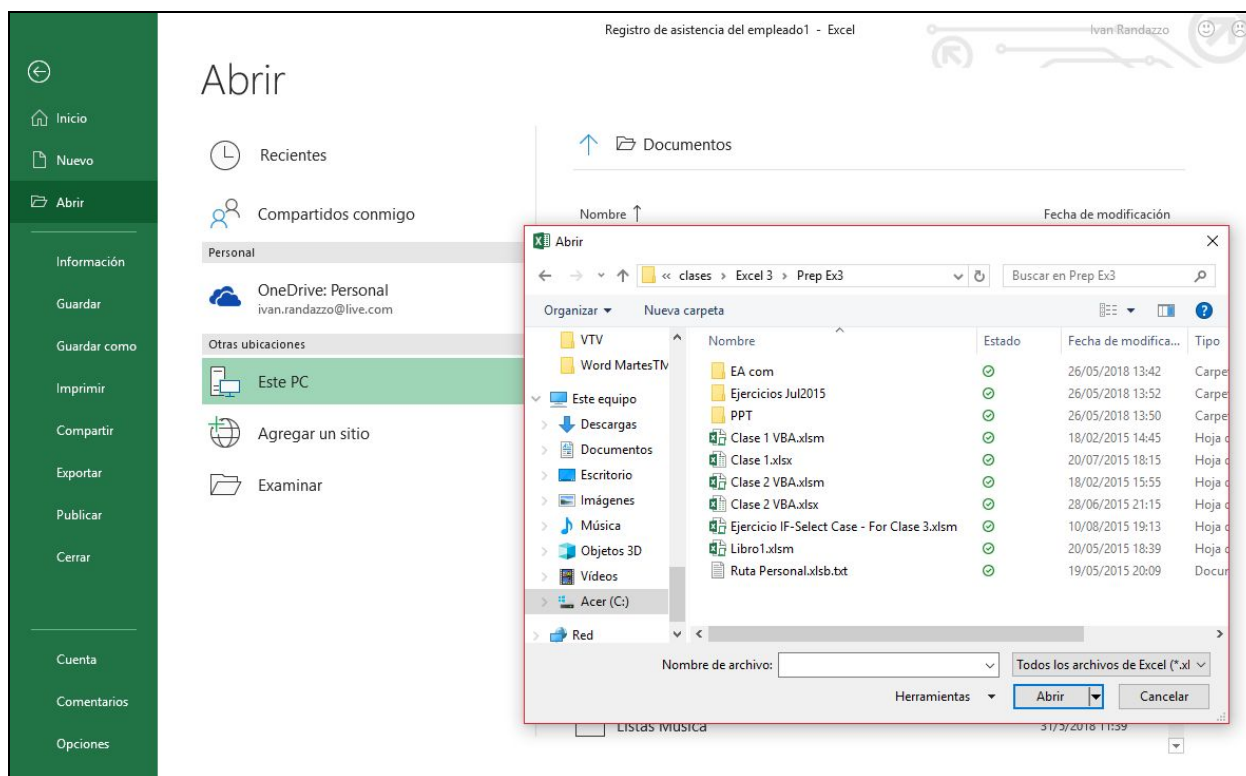 Registro de asistencia del empleado1 - Excel
Ivan Randazzo
Abrir
Inicio
Nuevo
Abrir
Información
Guardar
Guardar como
Imprimir
Compartir
Exportar
Publicar
Cerrar
Cuenta
Comentarios
Opciones
Recientes
Compartidos conmigo
Personal
OneDrive: Personal
ivan.randazzo@live.com
Otras ubicaciones
Este PC
Agregar un sitio
Examinar
Documentos
Nombre Fecha de modificación
Abrir
« clases > Excel 3 > Prep Ex3 Buscar en Prep Ex3
Organizar Nueva carpeta
VTV
Word MartesTM
Este equipo
Descargas
Documentos
Escritorio
Imágenes
Música
Objetos 3D
Vídeos
Acer (C:)
Red
Nombre Estado Fecha de modifica... Tipo
EA com 26/05/2018 13:42 Carpe
Ejercicios Jul2015 26/05/2018 13:52 Carpe
PPT 26/05/2018 13:50 Carpe
Clase 1 VBA.xlsm 18/02/2015 14:45 Hoja d
Clase 1.xlsx 20/07/2015 18:15 Hoja d
Clase 2 VBA.xlsm 18/02/2015 15:55 Hoja d
Clase 2 VBA.xlsx 28/06/2015 21:15 Hoja d
Ejercicio IF-Select Case - For Clase 3.xlsm 10/08/2015 19:13 Hoja d
Libro1.xlsm 20/05/2015 18:39 Hoja d
Ruta Personal.xlsb.txt 19/05/2015 20:09 Docur
Nombre de archivo: Todos los archivos de Excel (*.xl
Herramientas Abrir Cancelar
Listas Música 31/5/2018 11:39